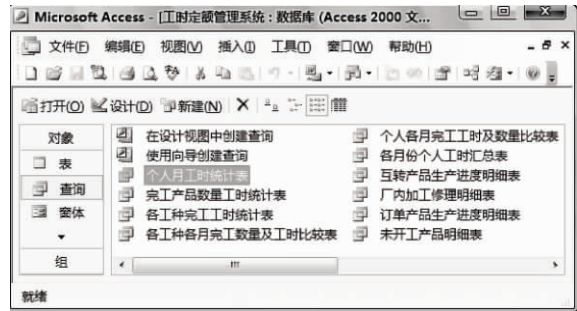 Microsoft Access - [工时定额管理系统：数据库 (Access 2000 文...
文件(F) 编辑(E) 视图(V) 插入(I) 工具(T) 窗口(W) 帮助(H)
打开(O) 设计(D) 新建(N)
对象
表
查询
窗体
组
在设计视图中创建查询
使用向导创建查询
个人月工时统计表
完工产品数量工时统计表
各工种完工工时统计表
各工种各月完工数量及工时比较表
个人各月完工工时及数量比较表
各月份个人工时汇总表
互转产品生产进度明细表
厂内加工修理明细表
订单产品生产进度明细表
未开工产品明细表
就绪